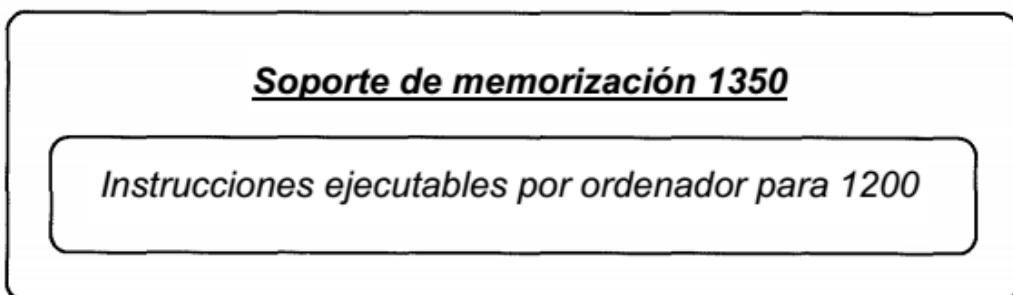 Soporte de memorización 1350
Instrucciones ejecutables por ordenador para 1200